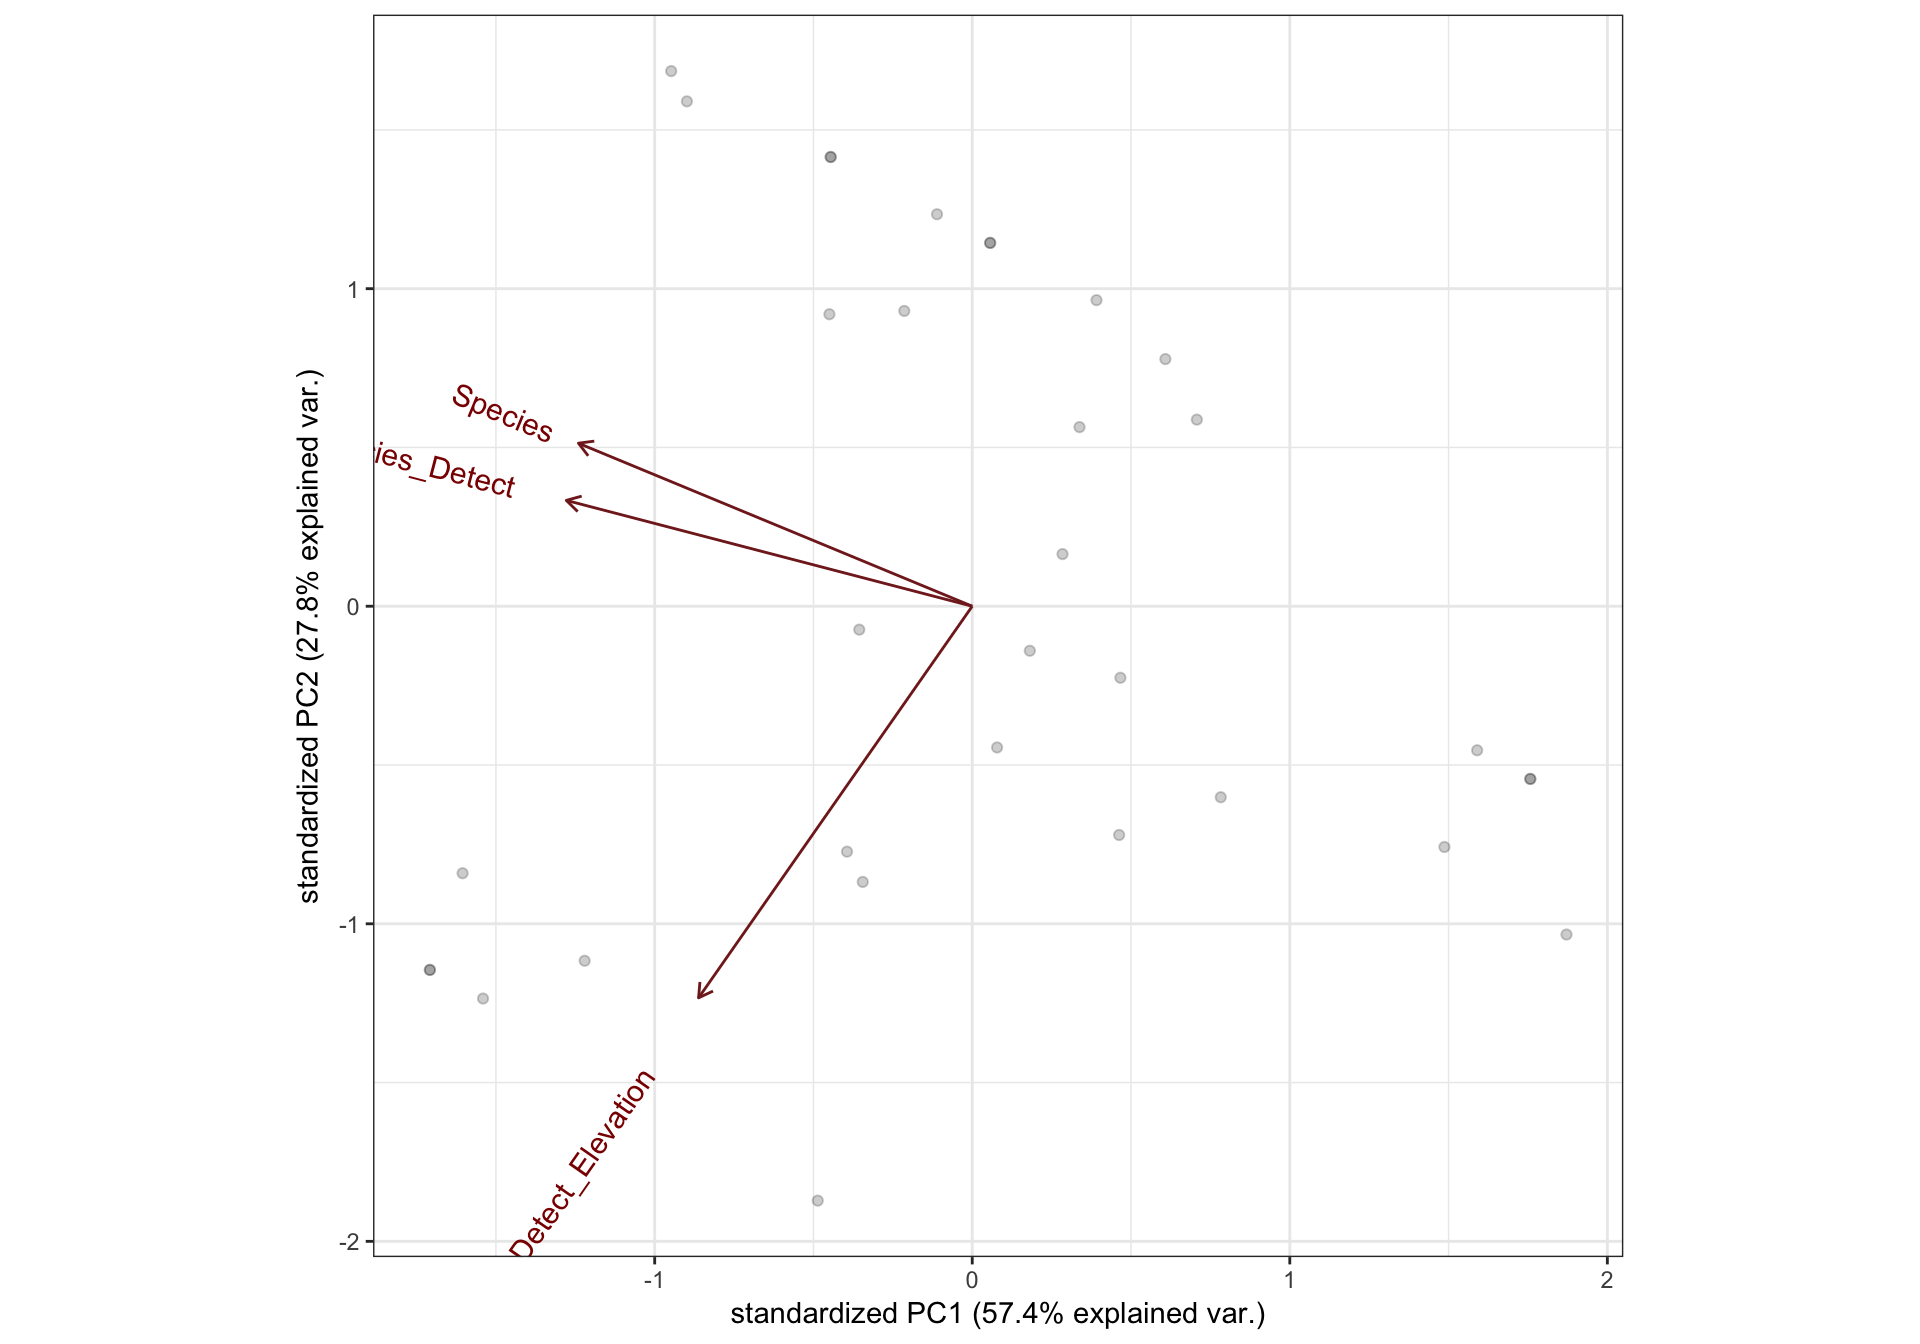 standardized PC2 (27.8% explained var.)
1
0
-1
-2
Species
ies_Detect
Detect_Elevation
-1
0
1
2
standardized PC1 (57.4% explained var.)